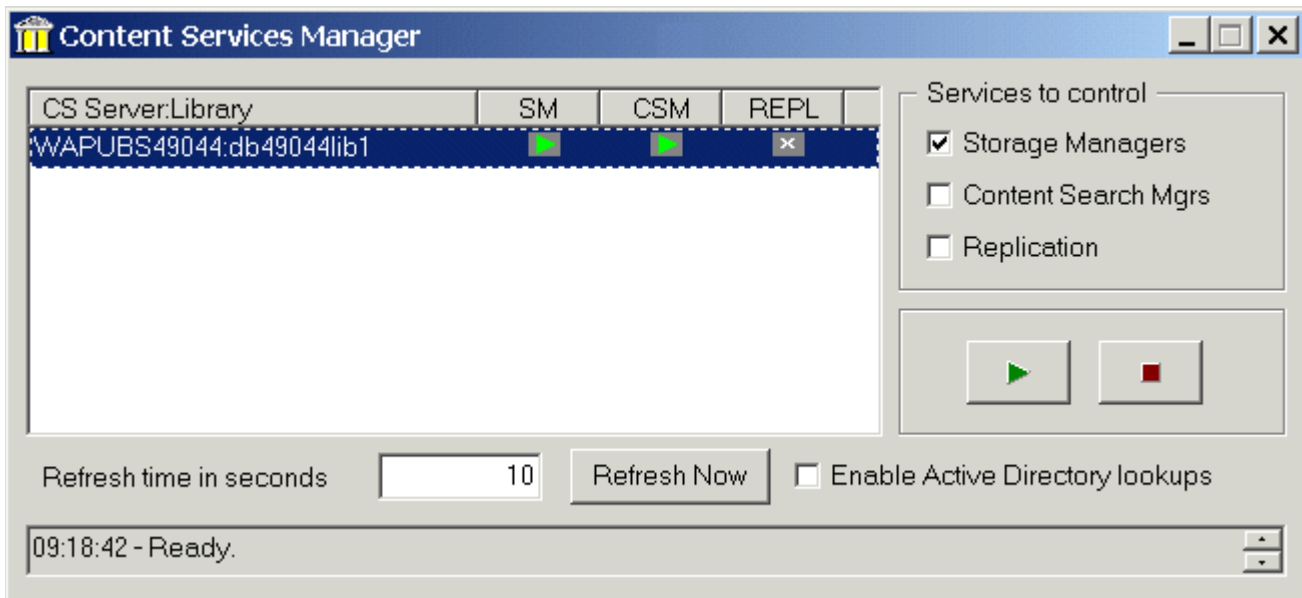 Content Services Manager
CS Server:Library SM CSM REPL
WAPUBS49044:db49044lib1
Services to control
Storage Managers
Content Search Mgrs
Replication
Refresh time in seconds 10 Refresh Now Enable Active Directory lookups
09:18:42 - Ready.